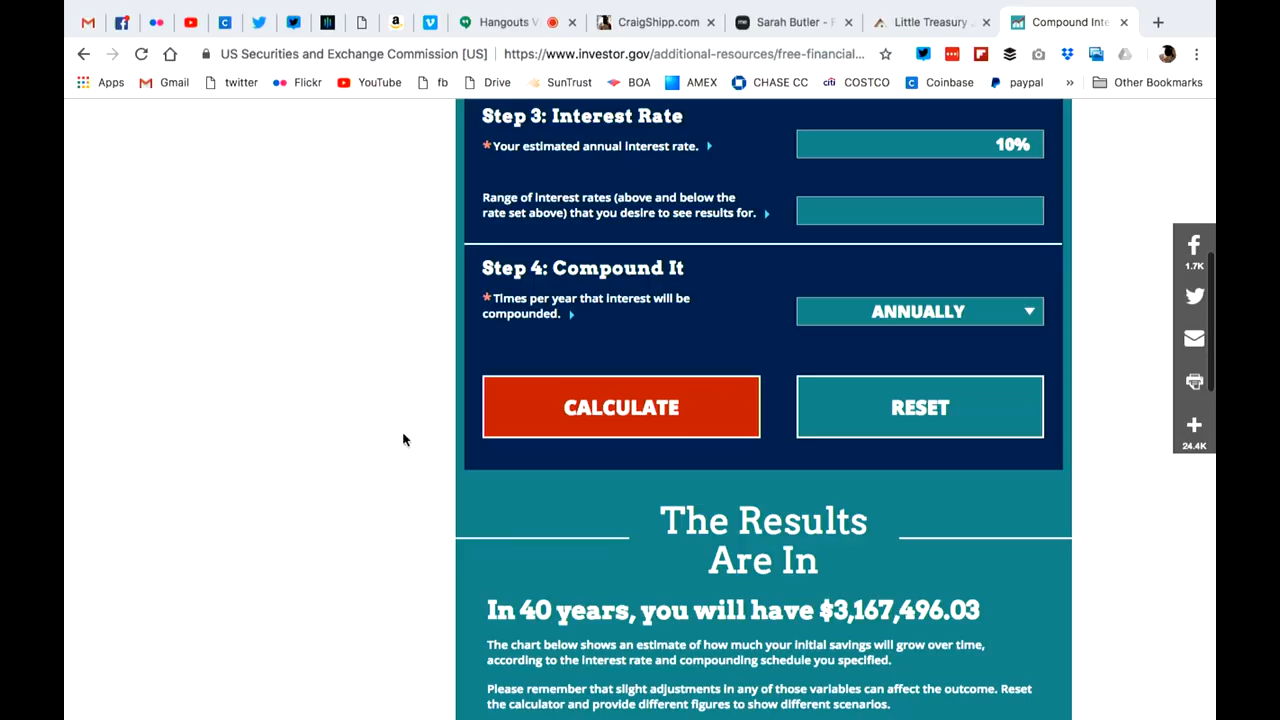 Hangouts V
CraigShipp.com
Sarah Butler - F
Little Treasury
Compound Inte
US Securities and Exchange Commission [US]
https://www.investor.gov/additional-resources/free-financial...
Apps
Gmail
twitter
Flickr
YouTube
fb
Drive
SunTrust
BOA
AMEX
CHASE CC
COSTCO
Coinbase
paypal
»
Other Bookmarks
Step 3: Interest Rate
*Your estimated annual interest rate.
10%
Range of interest rates (above and below the
rate set above) that you desire to see results for.
Step 4: Compound It
*Times per year that interest will be
compounded.
ANNUALLY
CALCULATE
RESET
1.7K
24.4K
The Results
Are In
In 40 years, you will have $3,167,496.03
The chart below shows an estimate of how much your initial savings will grow over time,
according to the interest rate and compounding schedule you specified.
Please remember that slight adjustments in any of those variables can affect the outcome. Reset
the calculator and provide different figures to show different scenarios.